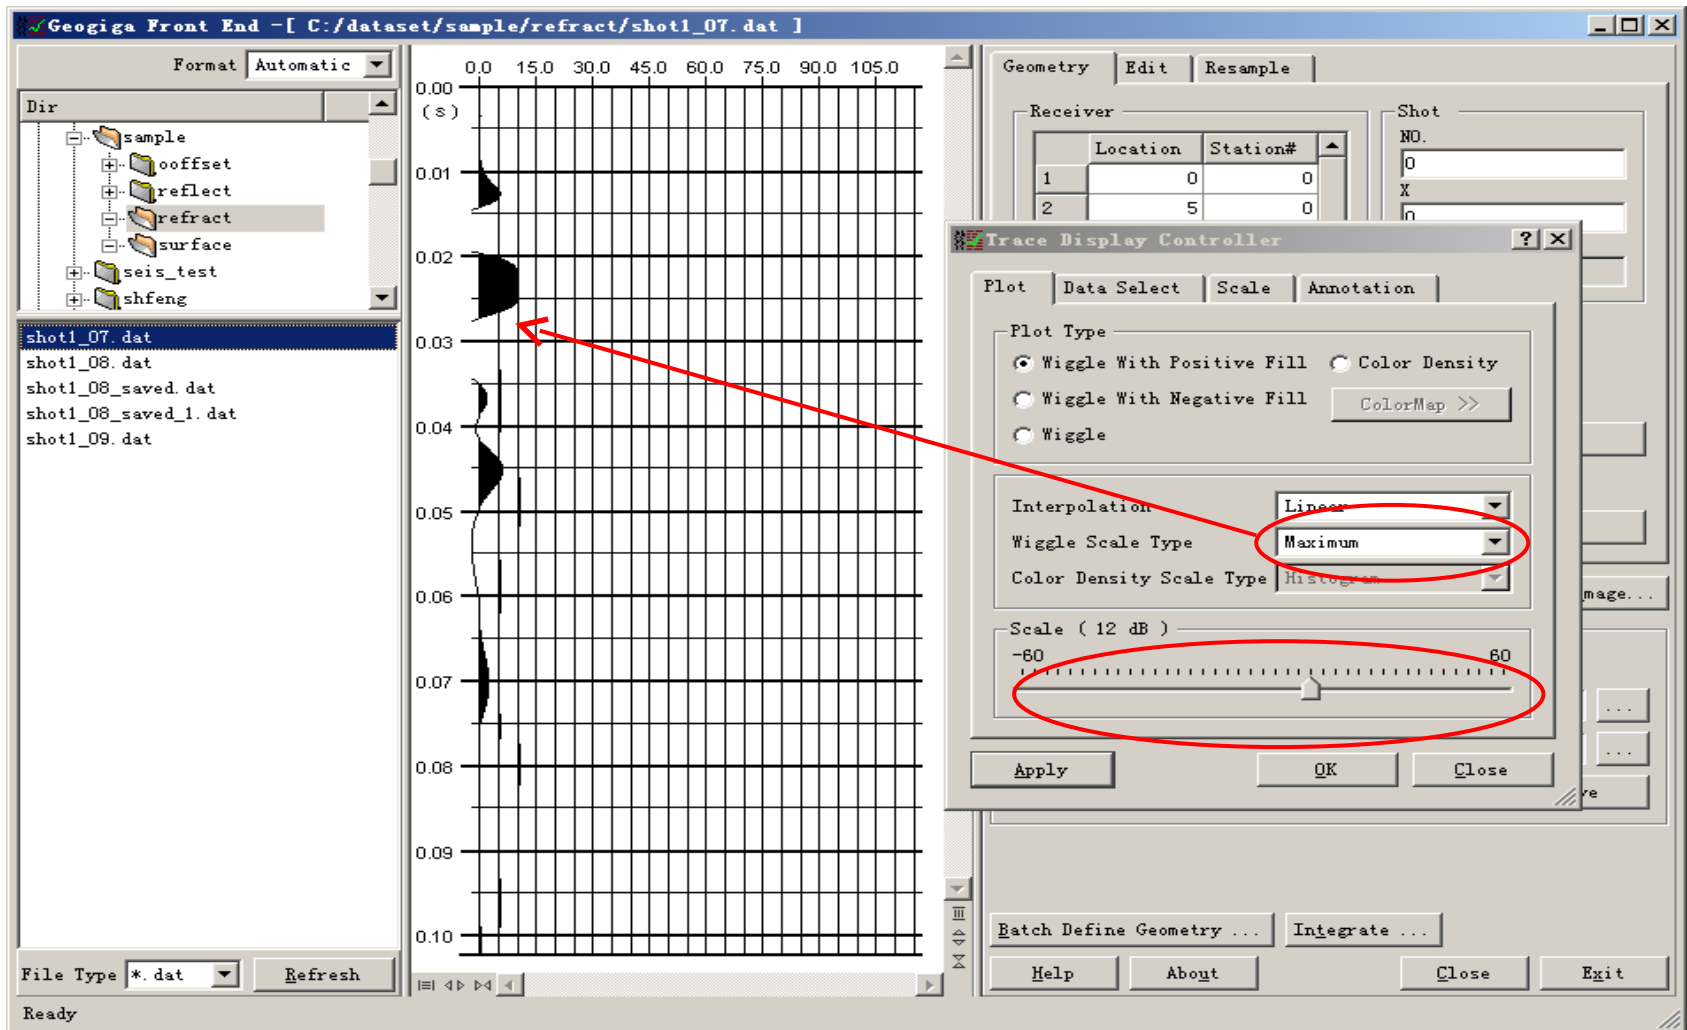 Geogiga Front End -[ C:/dataset/sample/refract/shot1_07.dat ]
Format Automatic
Dir
sample
ooffset
reflect
refract
surface
seis_test
shfeng
shot1_07.dat
shot1_08.dat
shot1_08_saved.dat
shot1_08_saved_1.dat
shot1_09.dat
File Type *.dat Refresh
Ready
0.0 15.0 30.0 45.0 60.0 75.0 90.0 105.0
0.00
(s)
0.01
0.02
0.03
0.04
0.05
0.06
0.07
0.08
0.09
0.10
Geometry Edit Resample
Receiver
Location Station#
1 0 0
2 5 0
Shot
NO.
0
X
0
Trace Display Controller
Plot Data Select Scale Annotation
Plot Type
Wiggle With Positive Fill Color Density
Wiggle With Negative Fill ColorMap >>
Wiggle
Interpolation Linear
Wiggle Scale Type Maximum
Color Density Scale Type Histogram
Scale ( 12 dB )
-60 60
Apply OK Close
mage...
...
...
ve
Batch Define Geometry ... Integrate ...
Help About Close Exit